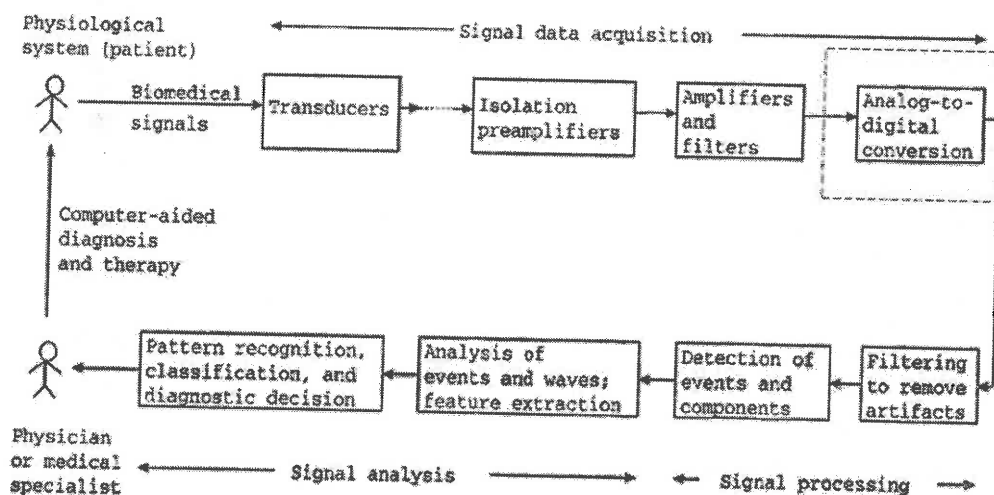 Physiological
system (patient)
Signal data acquisition
Biomedical
signals
Transducers
Isolation
preamplifiers
Amplifiers
and
filters
Analog-to-
digital
conversion
Computer-aided
diagnosis
and therapy
Pattern recognition,
classification, and
diagnostic decision
Analysis of
events and waves;
feature extraction
Detection of
events and
components
Filtering
to remove
artifacts
Physician
or medical
specialist
Signal analysis
Signal processing